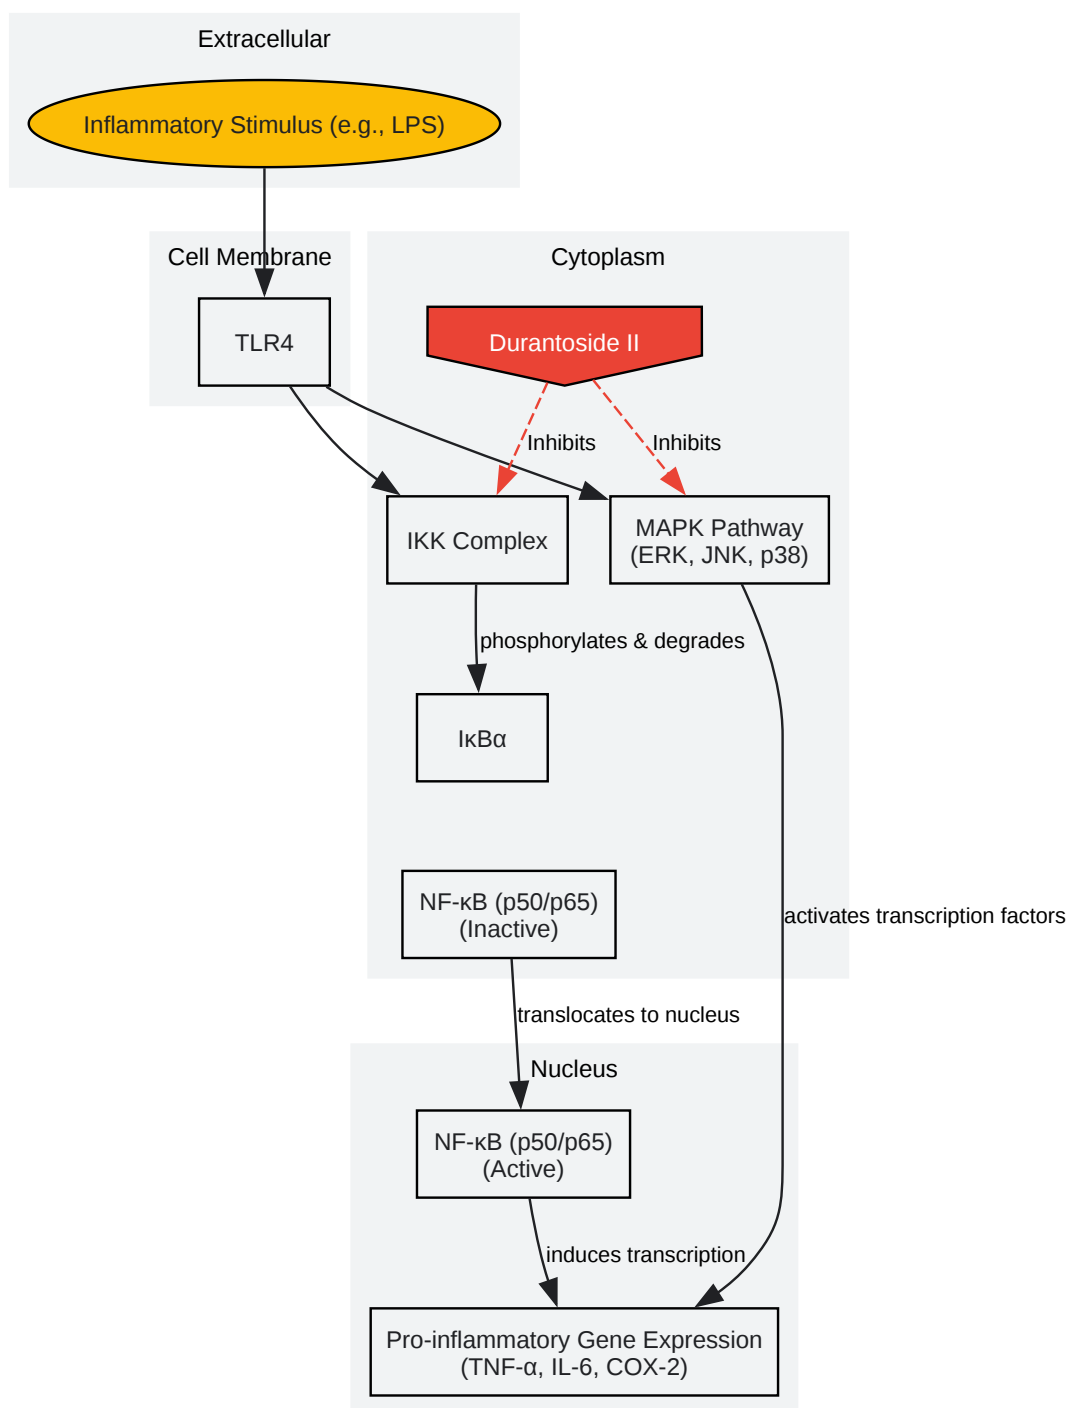 Extracellular
Inflammatory Stimulus (e.g., LPS)
Cell Membrane
Cytoplasm
TLR4
Durantoside II
Inhibits
Inhibits
IKK Complex
MAPK Pathway
(ERK, JNK, p38)
phosphorylates & degrades
IκBα
NF-κB (p50/p65)
(Inactive)
activates transcription factors
translocates to nucleus
Nucleus
NF-κB (p50/p65)
(Active)
induces transcription
Pro-inflammatory Gene Expression
(TNF-α, IL-6, COX-2)